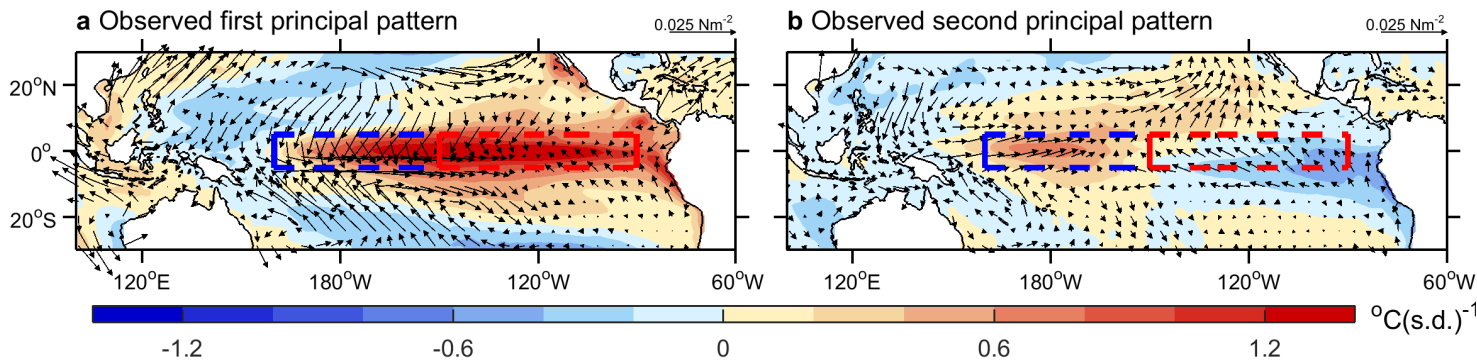 a Observed first principal pattern
0.025 Nm⁻²
b Observed second principal pattern
0.025 Nm⁻²
20°N
0°
20°S
120°E 180°W 120°W 60°W
120°E 180°W 120°W 60°W
-1.2 -0.6 0 0.6 1.2
°C(s.d.)⁻¹